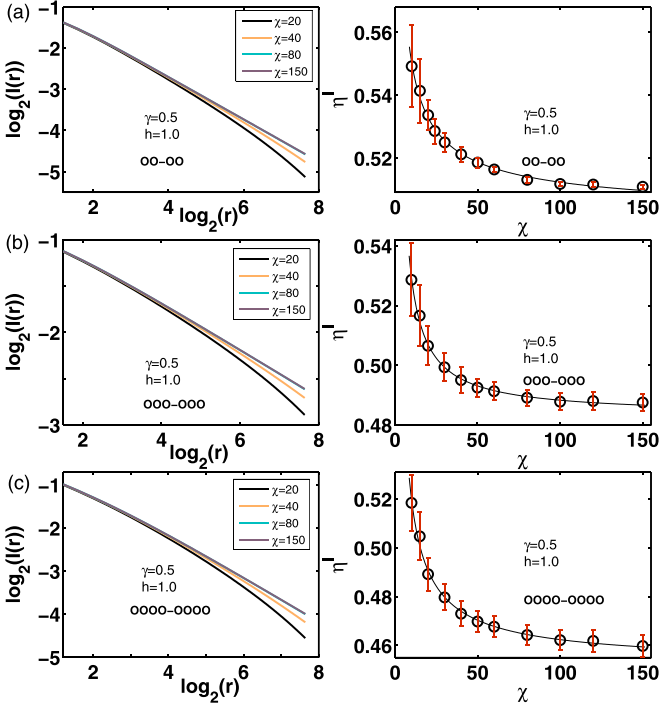 (a)
−1
−2
−3
−4
−5
log₂(I(r))
χ=20
χ=40
χ=80
χ=150
γ=0.5
h=1.0
oo−oo
2
4
6
8
log₂(r)
0.56
0.54
0.52
η^I
γ=0.5
h=1.0
oo−oo
0
50
100
150
χ
(b)
−1
−2
−3
log₂(I(r))
χ=20
χ=40
χ=80
χ=150
γ=0.5
h=1.0
ooo−ooo
2
4
6
8
log₂(r)
0.54
0.52
0.50
0.48
η^I
γ=0.5
h=1.0
ooo−ooo
0
50
100
150
χ
(c)
−1
−2
−3
−4
−5
log₂(I(r))
χ=20
χ=40
χ=80
χ=150
γ=0.5
h=1.0
oooo−oooo
2
4
6
8
log₂(r)
0.52
0.50
0.48
0.46
η^I
γ=0.5
h=1.0
oooo−oooo
0
50
100
150
χ